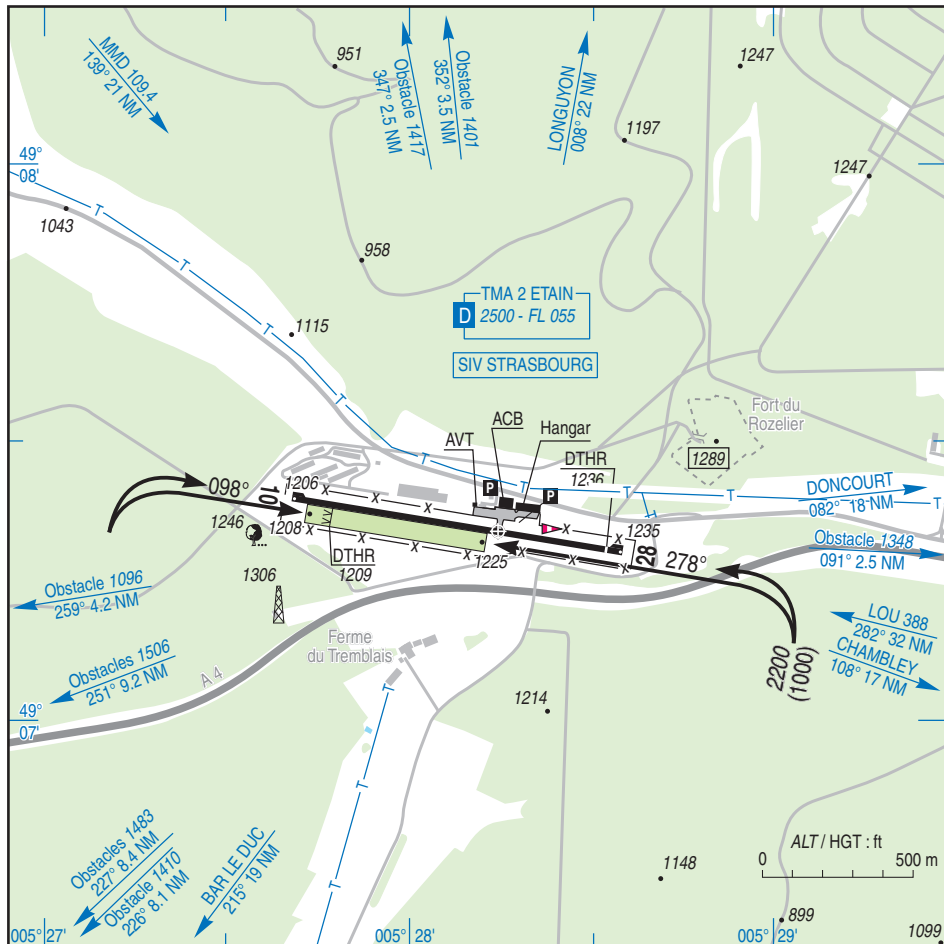 951
1247
MMD 109.4
139° 21 NM
Obstacle 1417
347° 2.5 NM
Obstacle 1401
352° 3.5 NM
LONGUYON
008° 22 NM
1197
49°
08'
1247
T
1043
958
T
TMA 2 ETAIN
D
2500 - FL 055
1115
T
SIV STRASBOURG
T
Fort du
Rozelier
ACB
AVT
Hangar
1289
DTHR
1236
T
T
DONCOURT
082° 18 NM
098°
10
1206
P
P
T
T
1246
1208
1235
28
278°
Obstacle 1348
091° 2.5 NM
DTHR
1209
1225
1306
Obstacle 1096
259° 4.2 NM
LOU 388
282° 32 NM
CHAMBLEY
108° 17 NM
2200
(1000)
Ferme
du Tremblais
Obstacles 1506
251° 9.2 NM
A 4
T
1214
49°
07'
T
Obstacles 1483
227° 8.4 NM
Obstacle 1410
226° 8.1 NM
BAR LE DUC
215° 19 NM
T
1148
ALT / HGT : ft
0 500 m
899
005° 27'
005° 28'
005° 29'
1099